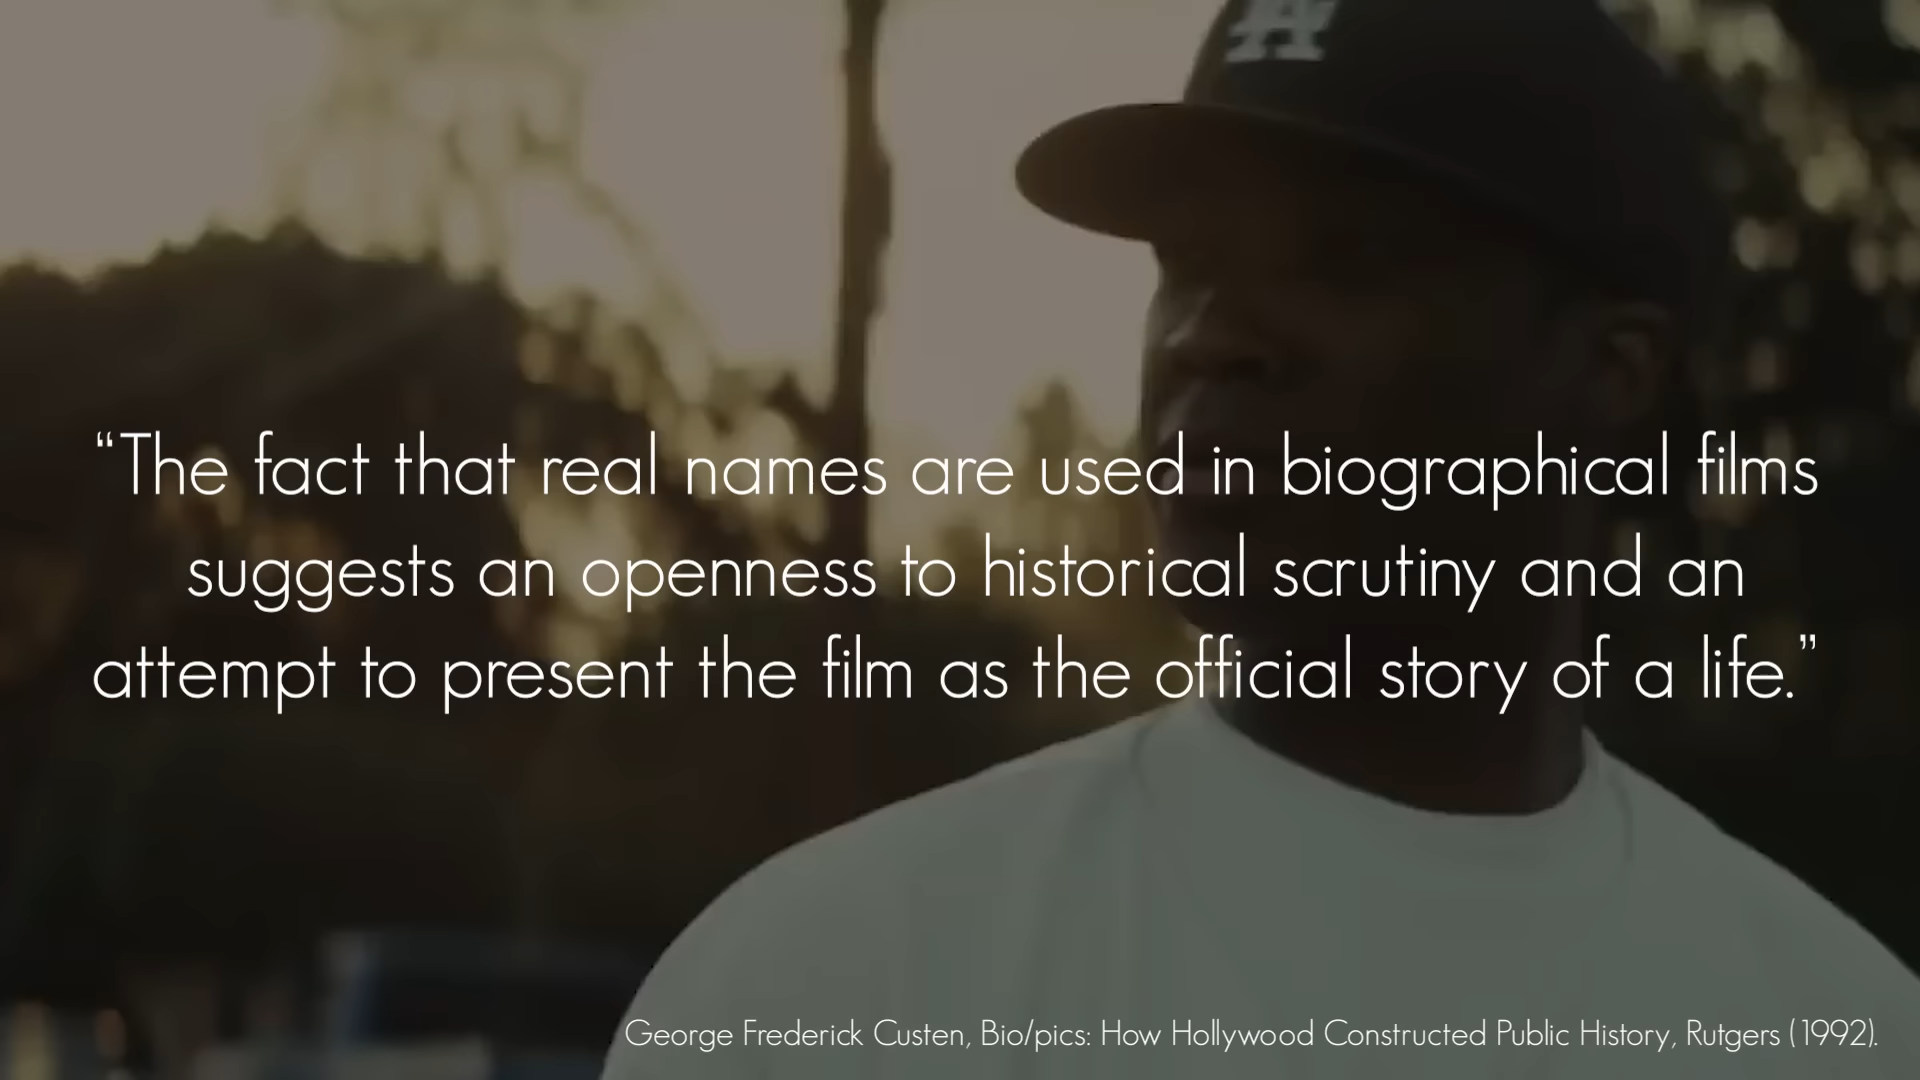 LA
“The fact that real names are used in biographical films
suggests an openness to historical scrutiny and an
attempt to present the film as the official story of a life.”
George Frederick Custen, Bio/pics: How Hollywood Constructed Public History, Rutgers (1992).